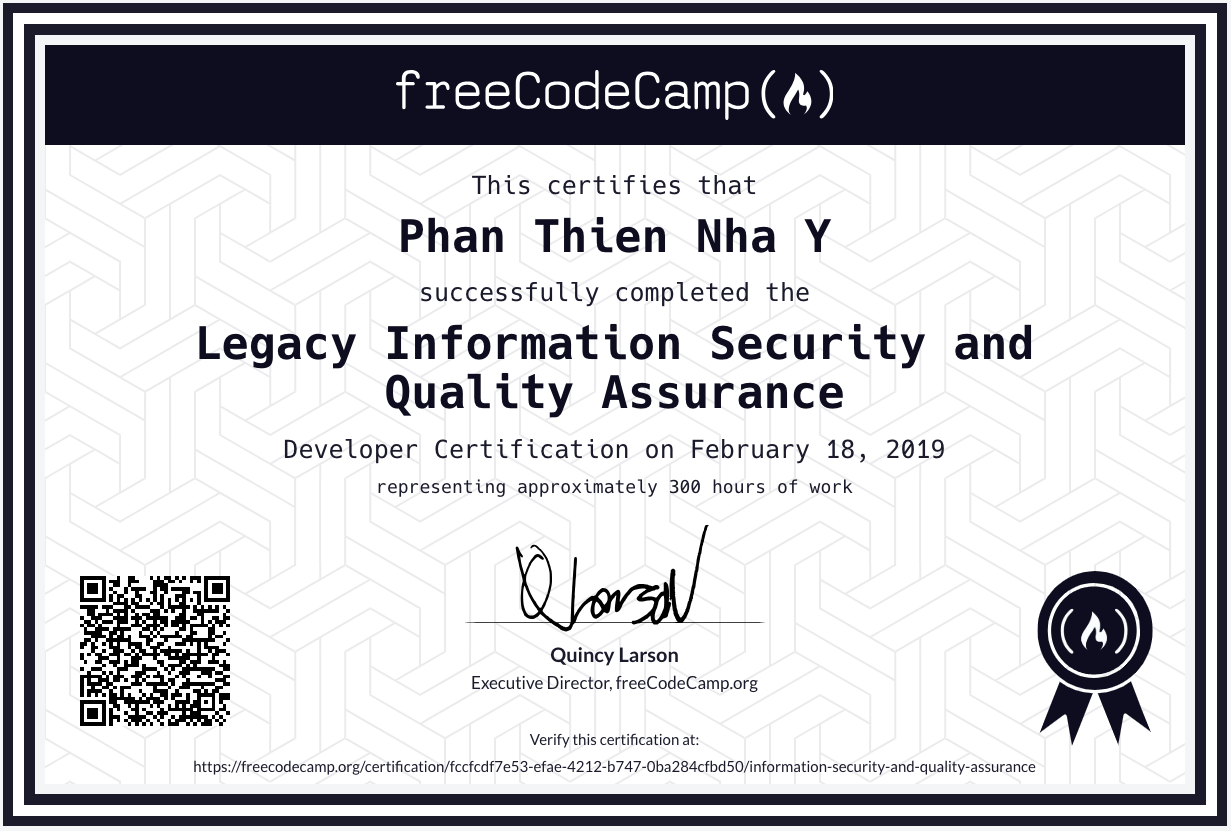 freeCodeCamp
This certifies that
Phan Thien Nha Y
successfully completed the
Legacy Information Security and
Quality Assurance
Developer Certification on February 18, 2019
representing approximately 300 hours of work
QLarson
Quincy Larson
Executive Director, freeCodeCamp.org
Verify this certification at:
https://freecodecamp.org/certification/fccfcdf7e53-efae-4212-b747-0ba284cfbd50/information-security-and-quality-assurance